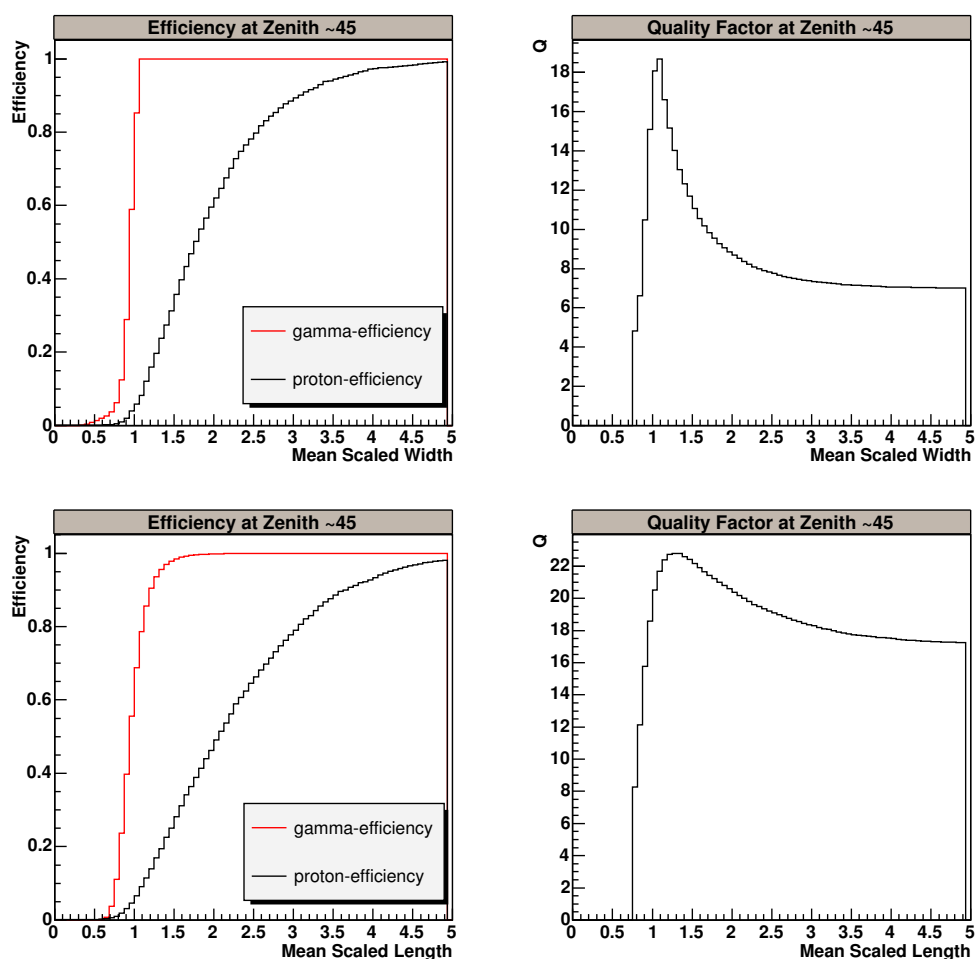 Efficiency at Zenith ~45
Efficiency
1
0.8
0.6
0.4
0.2
0
gamma-efficiency
proton-efficiency
0 0.5 1 1.5 2 2.5 3 3.5 4 4.5 5
Mean Scaled Width
Quality Factor at Zenith ~45
Q
18
16
14
12
10
8
6
4
2
0
0 0.5 1 1.5 2 2.5 3 3.5 4 4.5 5
Mean Scaled Width
Efficiency at Zenith ~45
Efficiency
1
0.8
0.6
0.4
0.2
0
gamma-efficiency
proton-efficiency
0 0.5 1 1.5 2 2.5 3 3.5 4 4.5 5
Mean Scaled Length
Quality Factor at Zenith ~45
Q
22
20
18
16
14
12
10
8
6
4
2
0
0 0.5 1 1.5 2 2.5 3 3.5 4 4.5 5
Mean Scaled Length